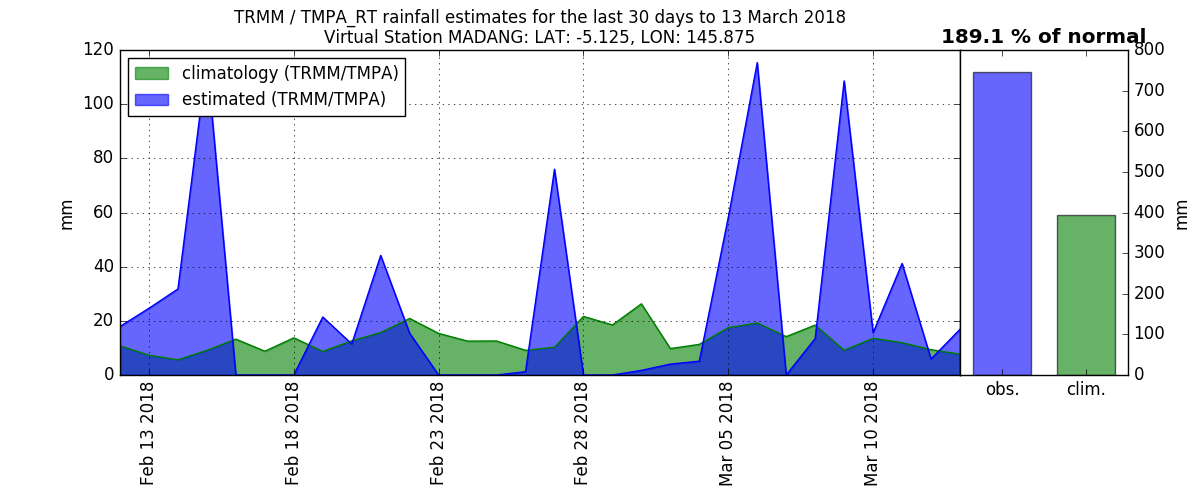 TRMM / TMPA_RT rainfall estimates for the last 30 days to 13 March 2018
Virtual Station MADANG: LAT: -5.125, LON: 145.875
189.1 % of normal
climatology (TRMM/TMPA)
estimated (TRMM/TMPA)
120
100
80
60
40
20
0
mm
Feb 13 2018
Feb 18 2018
Feb 23 2018
Feb 28 2018
Mar 05 2018
Mar 10 2018
800
700
600
500
400
300
200
100
0
mm
obs.
clim.